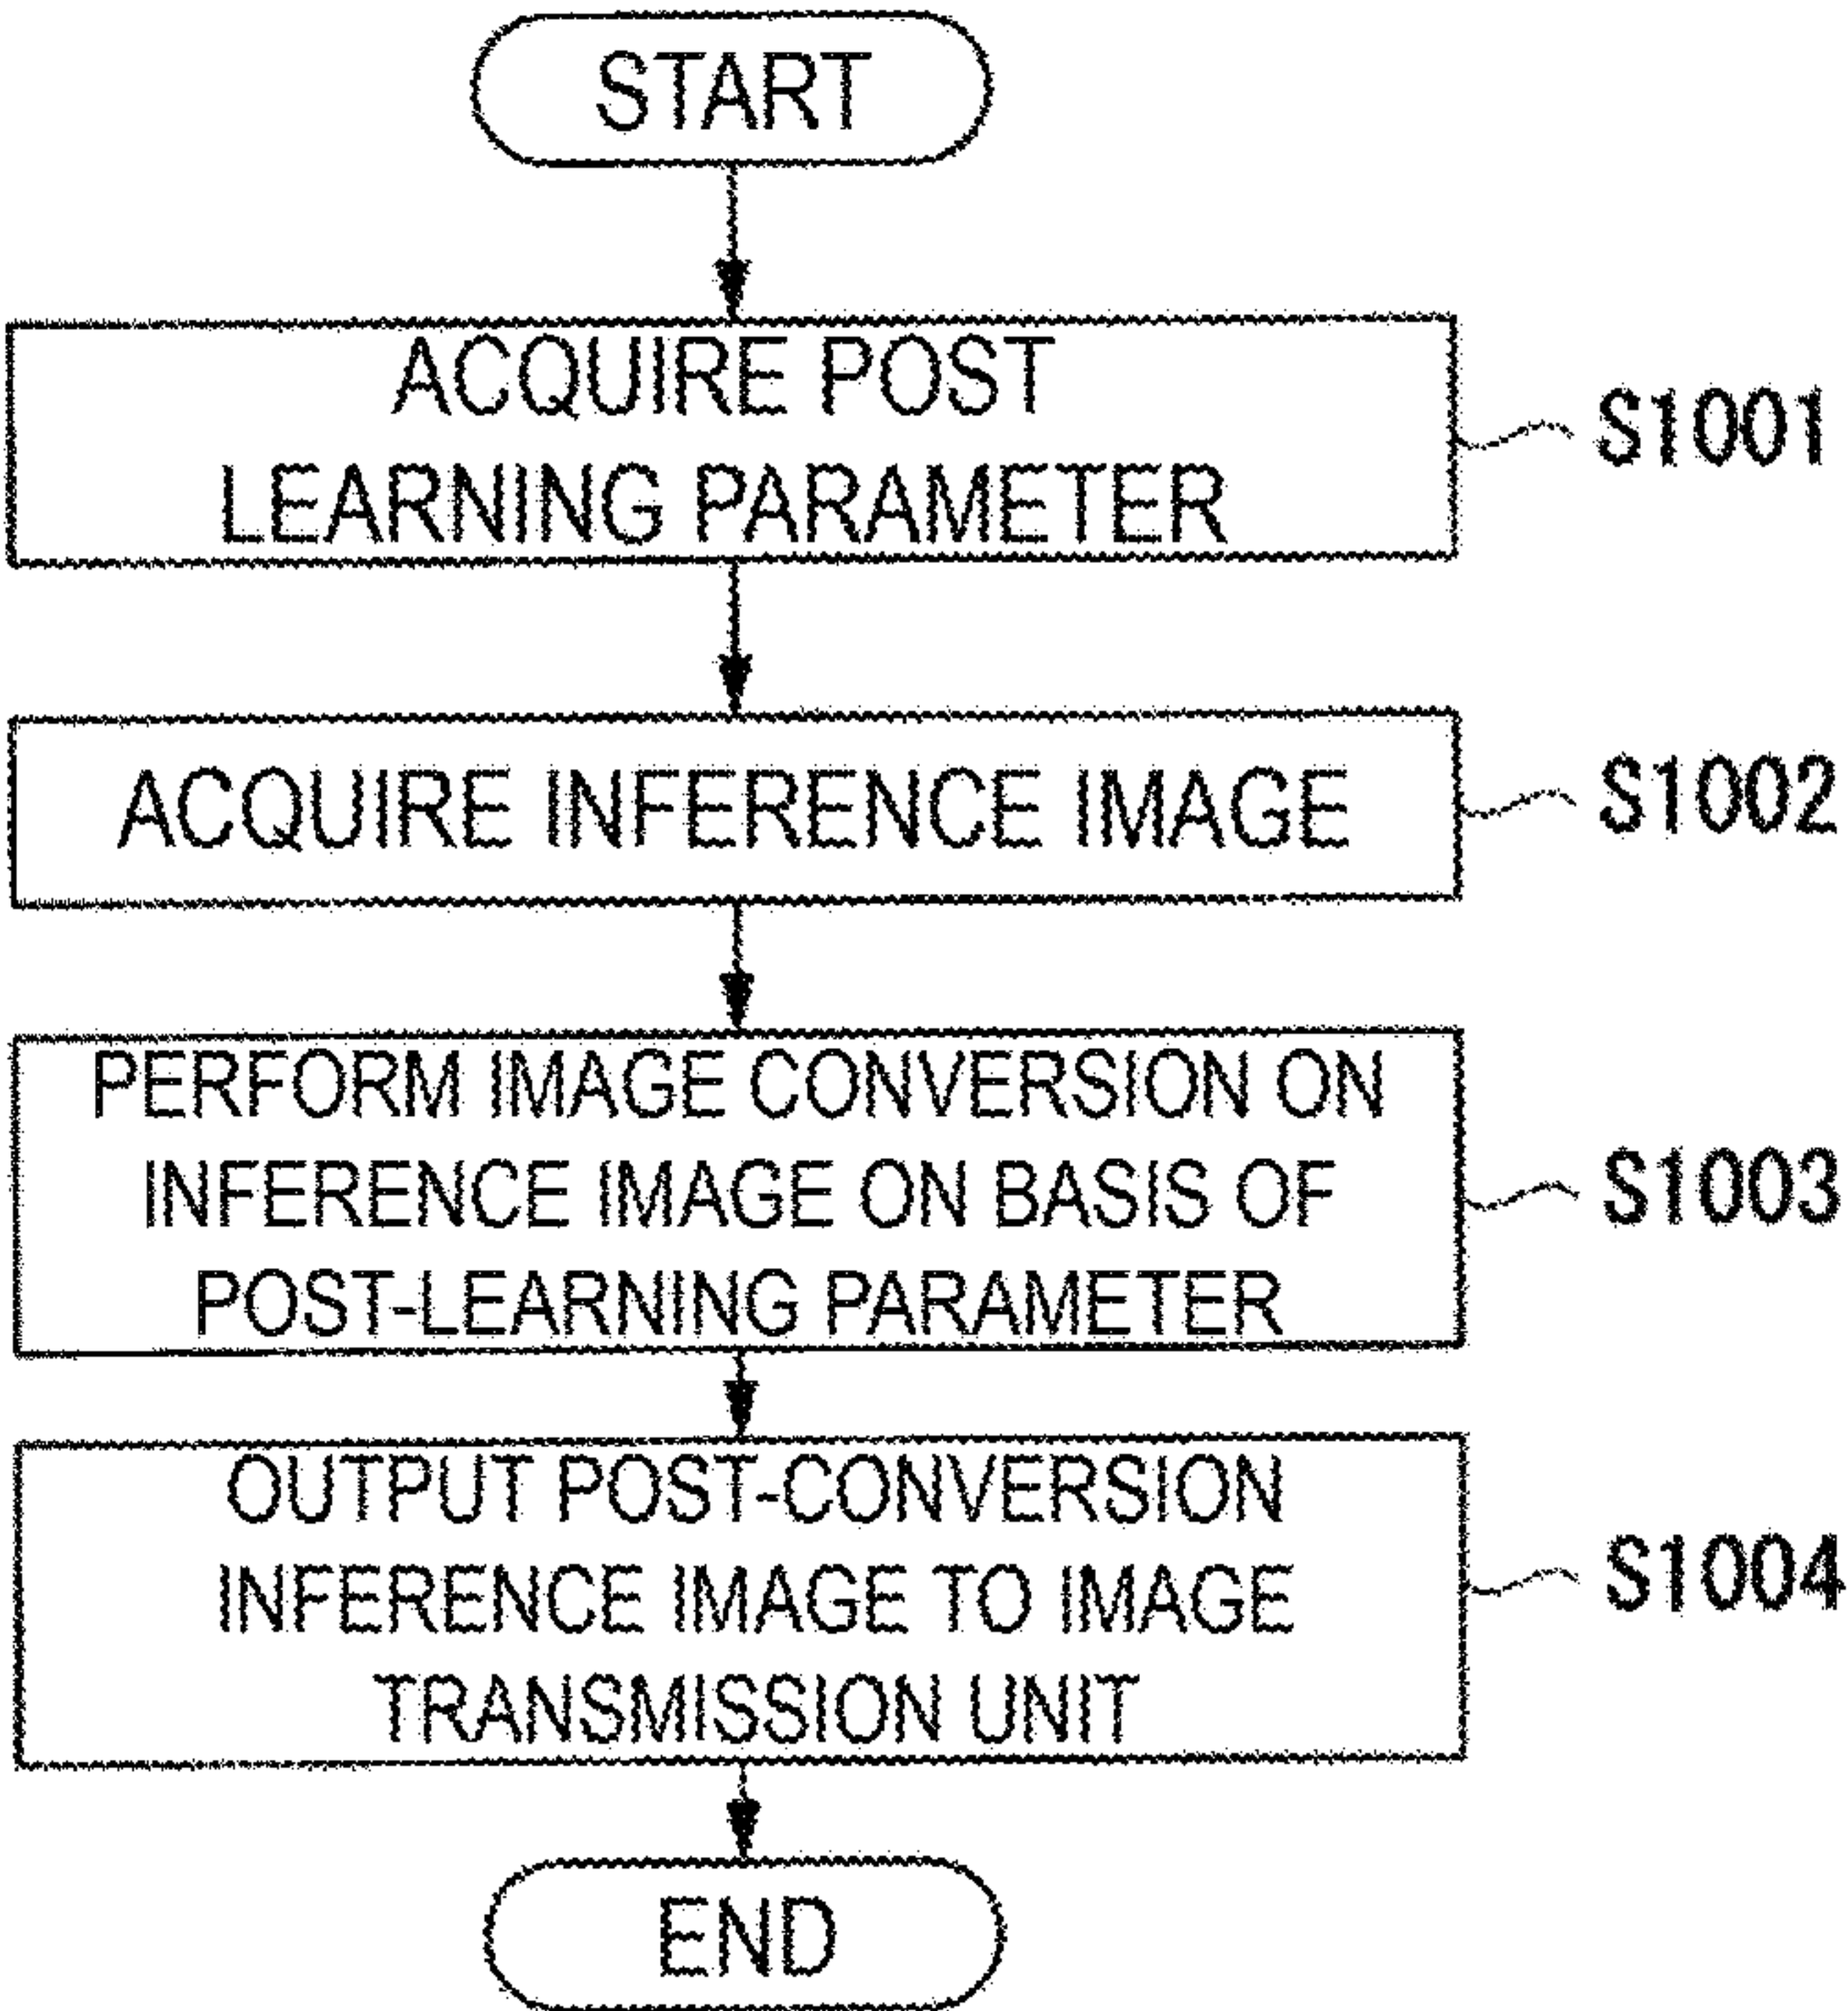 START
ACQUIRE POST
LEARNING PARAMETER
S1001
ACQUIRE INFERENCE IMAGE
S1002
PERFORM IMAGE CONVERSION ON
INFERENCE IMAGE ON BASIS OF
POST-LEARNING PARAMETER
S1003
OUTPUT POST-CONVERSION
INFERENCE IMAGE TO IMAGE
TRANSMISSION UNIT
S1004
END